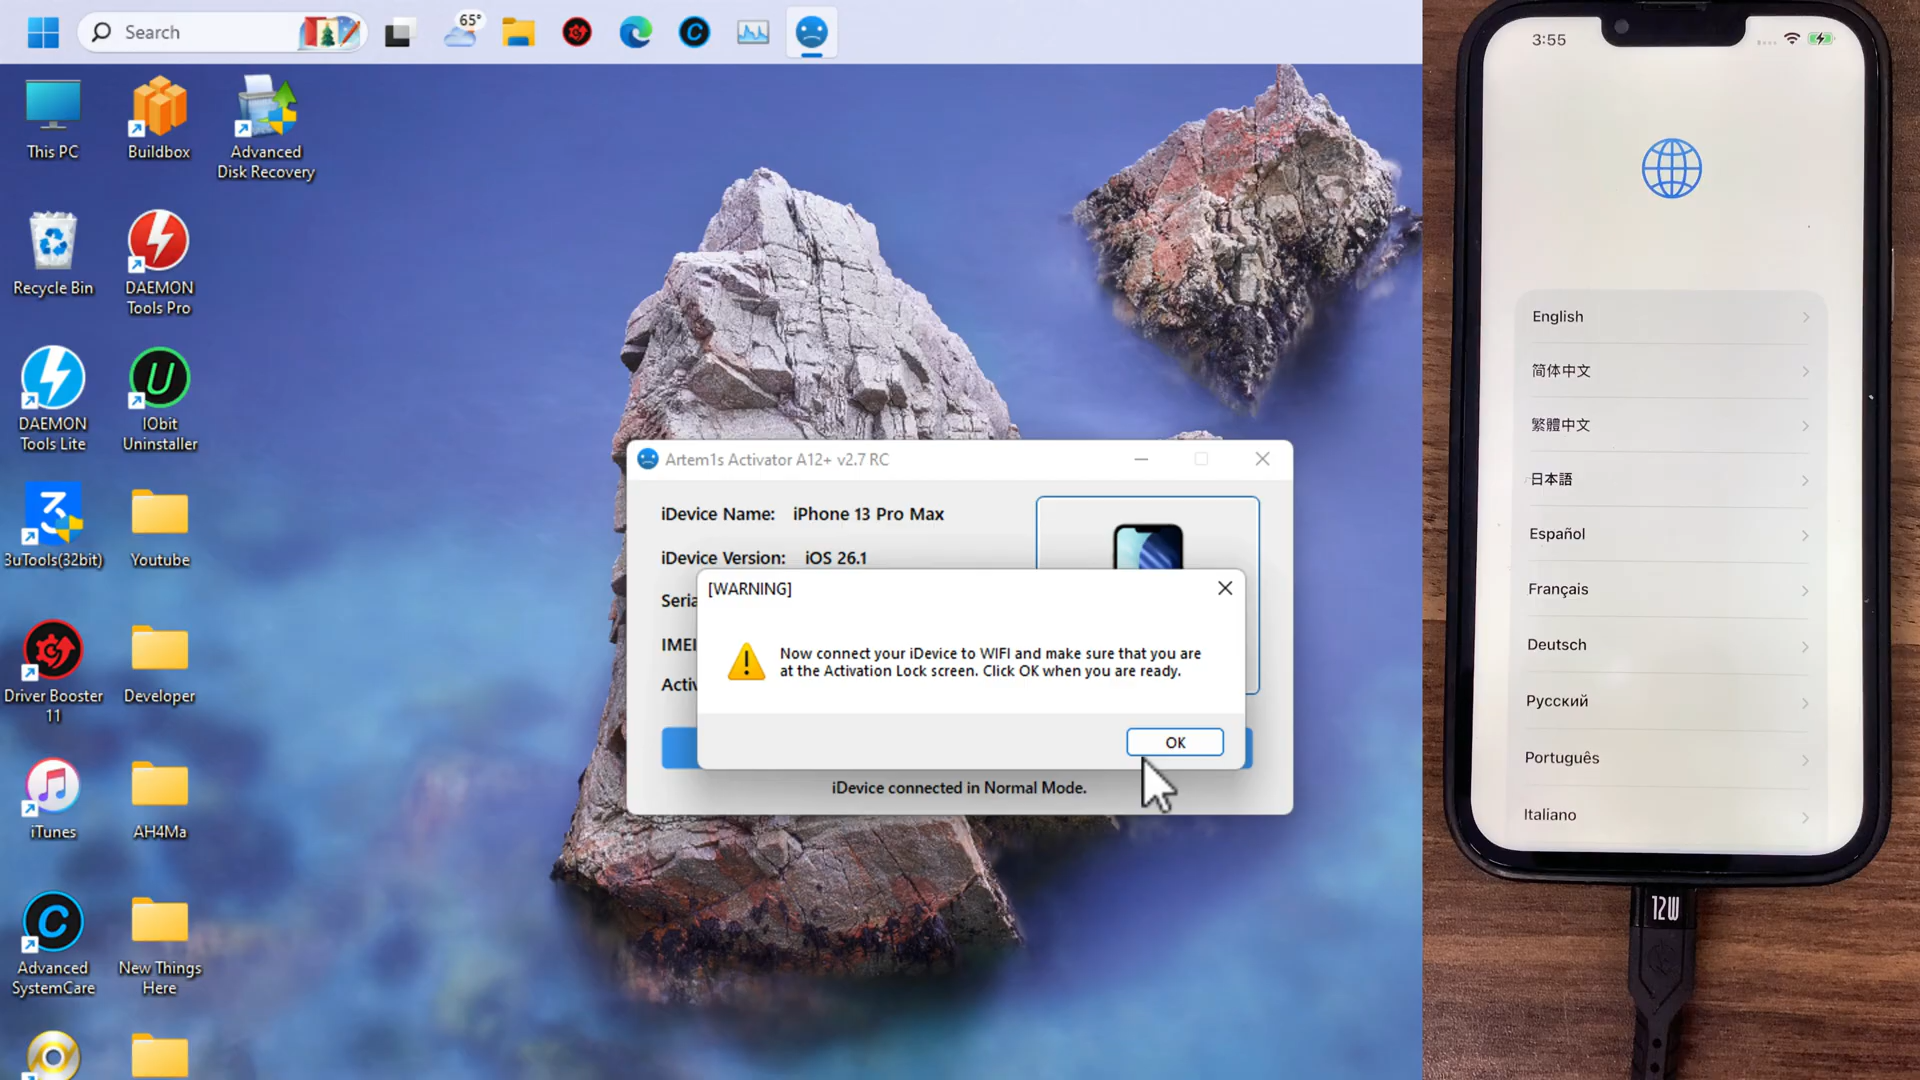 Search
65°
This PC
Buildbox
Advanced
Disk Recovery
Recycle Bin
DAEMON
Tools Pro
DAEMON
Tools Lite
IObit
Uninstaller
3uTools(32bit)
Youtube
Driver Booster
11
Developer
iTunes
AH4Ma
Advanced
SystemCare
New Things
Here
Artem1s Activator A12+ v2.7 RC
iDevice Name: iPhone 13 Pro Max
iDevice Version: iOS 26.1
IMEI
[WARNING]
Now connect your iDevice to WIFI and make sure that you are
at the Activation Lock screen. Click OK when you are ready.
OK
iDevice connected in Normal Mode.
3:55
English
简体中文
繁體中文
日本語
Español
Français
Deutsch
Русский
Português
Italiano
12W